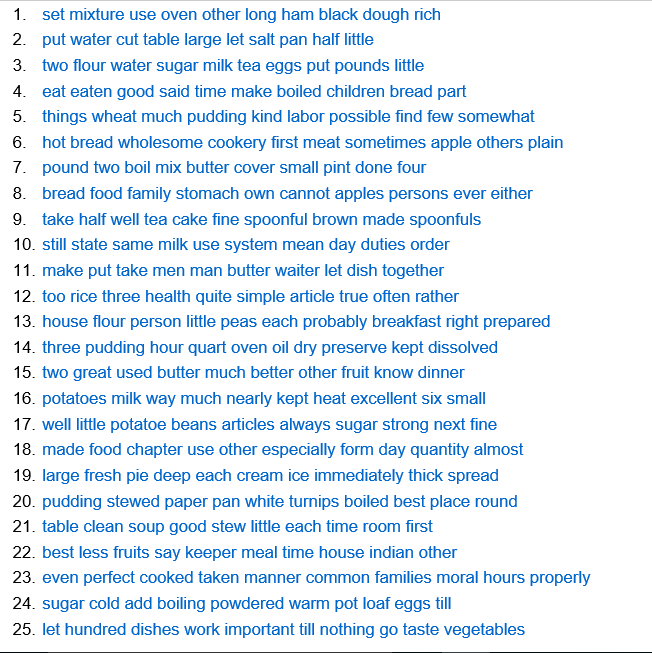 1. set mixture use oven other long ham black dough rich
2. put water cut table large let salt pan half little
3. two flour water sugar milk tea eggs put pounds little
4. eat eaten good said time make boiled children bread part
5. things wheat much pudding kind labor possible find few somewhat
6. hot bread wholesome cookery first meat sometimes apple others plain
7. pound two boil mix butter cover small pint done four
8. bread food family stomach own cannot apples persons ever either
9. take half well tea cake fine spoonful brown made spoonfuls
10. still state same milk use system mean day duties order
11. make put take men man butter waiter let dish together
12. too rice three health quite simple article true often rather
13. house flour person little peas each probably breakfast right prepared
14. three pudding hour quart oven oil dry preserve kept dissolved
15. two great used butter much better other fruit know dinner
16. potatoes milk way much nearly kept heat excellent six small
17. well little potatoe beans articles always sugar strong next fine
18. made food chapter use other especially form day quantity almost
19. large fresh pie deep each cream ice immediately thick spread
20. pudding stewed paper pan white turnips boiled best place round
21. table clean soup good stew little each time room first
22. best less fruits say keeper meal time house indian other
23. even perfect cooked taken manner common families moral hours properly
24. sugar cold add boiling powdered warm pot loaf eggs till
25. let hundred dishes work important till nothing go taste vegetables